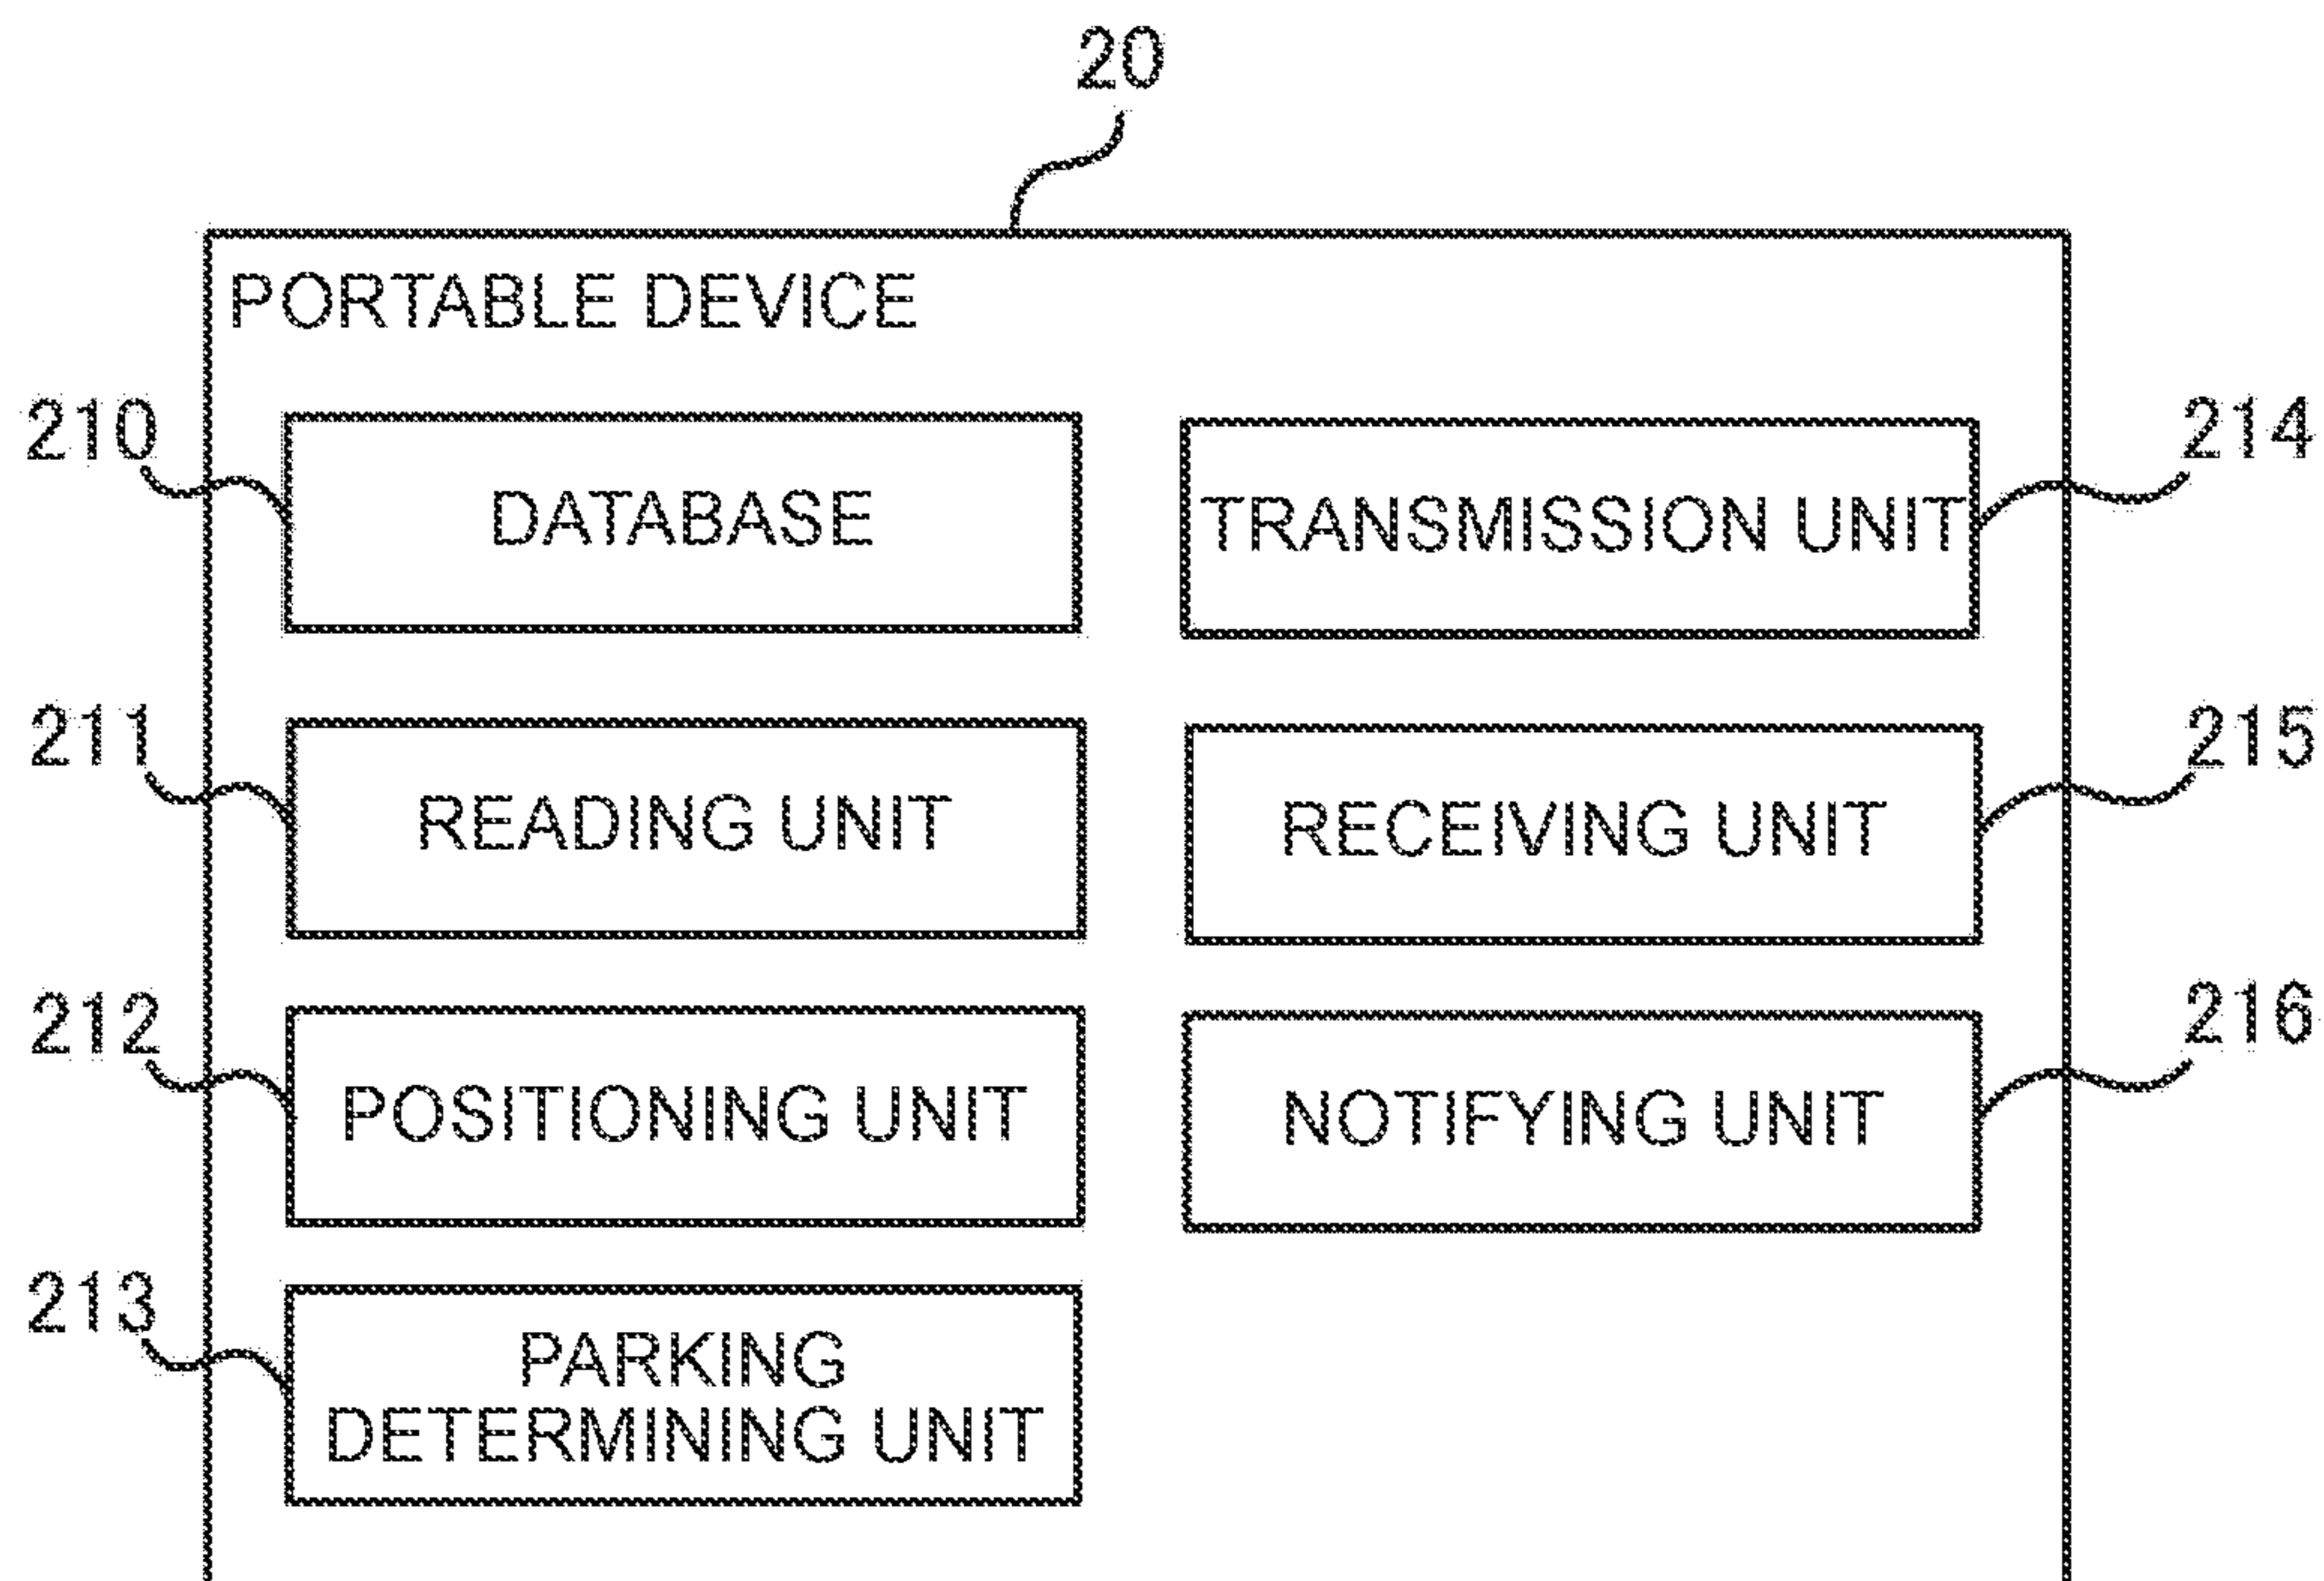 20
PORTABLE DEVICE
210
DATABASE
TRANSMISSION UNIT
214
211
READING UNIT
RECEIVING UNIT
215
212
POSITIONING UNIT
NOTIFYING UNIT
216
213
PARKING
DETERMINING UNIT